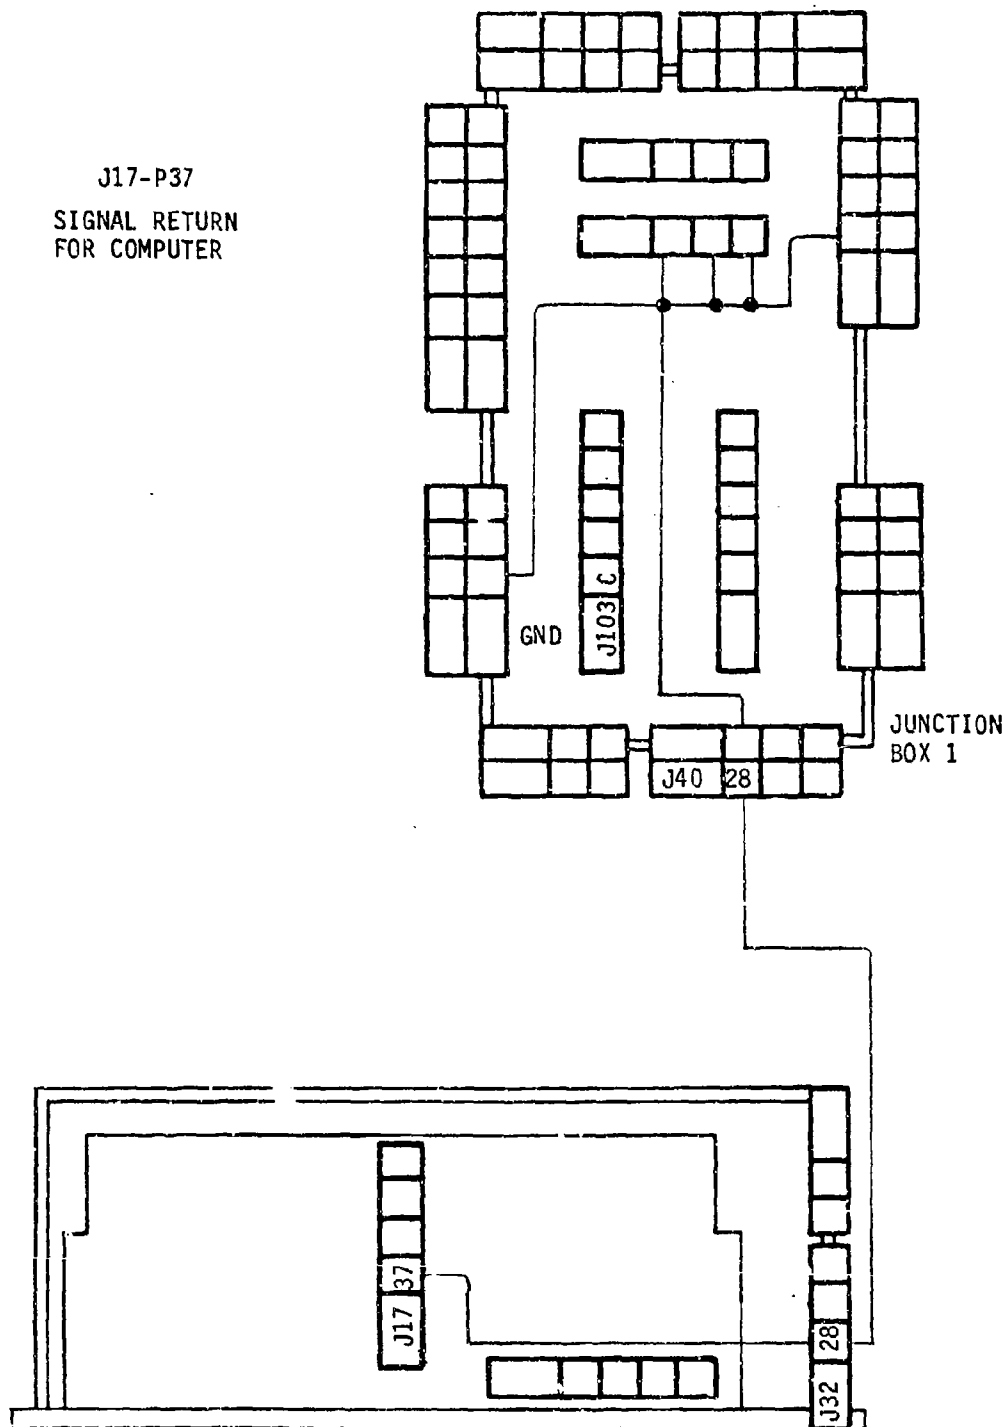 J17-P37
SIGNAL RETURN
FOR COMPUTER
C
J103
GND
JUNCTION
BOX 1
J40 28
37
J17
28
J32